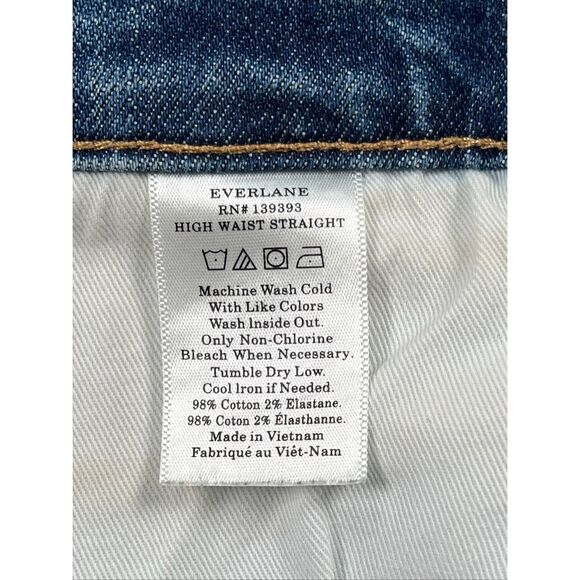 EVERLANE
RN# 139393
HIGH WAIST STRAIGHT
Machine Wash Cold
With Like Colors
Wash Inside Out.
Only Non-Chlorine
Bleach When Necessary.
Tumble Dry Low.
Cool Iron if Needed.
98% Cotton 2% Elastane.
98% Coton 2% Élasthanne.
Made in Vietnam
Fabriqué au Viêt-Nam